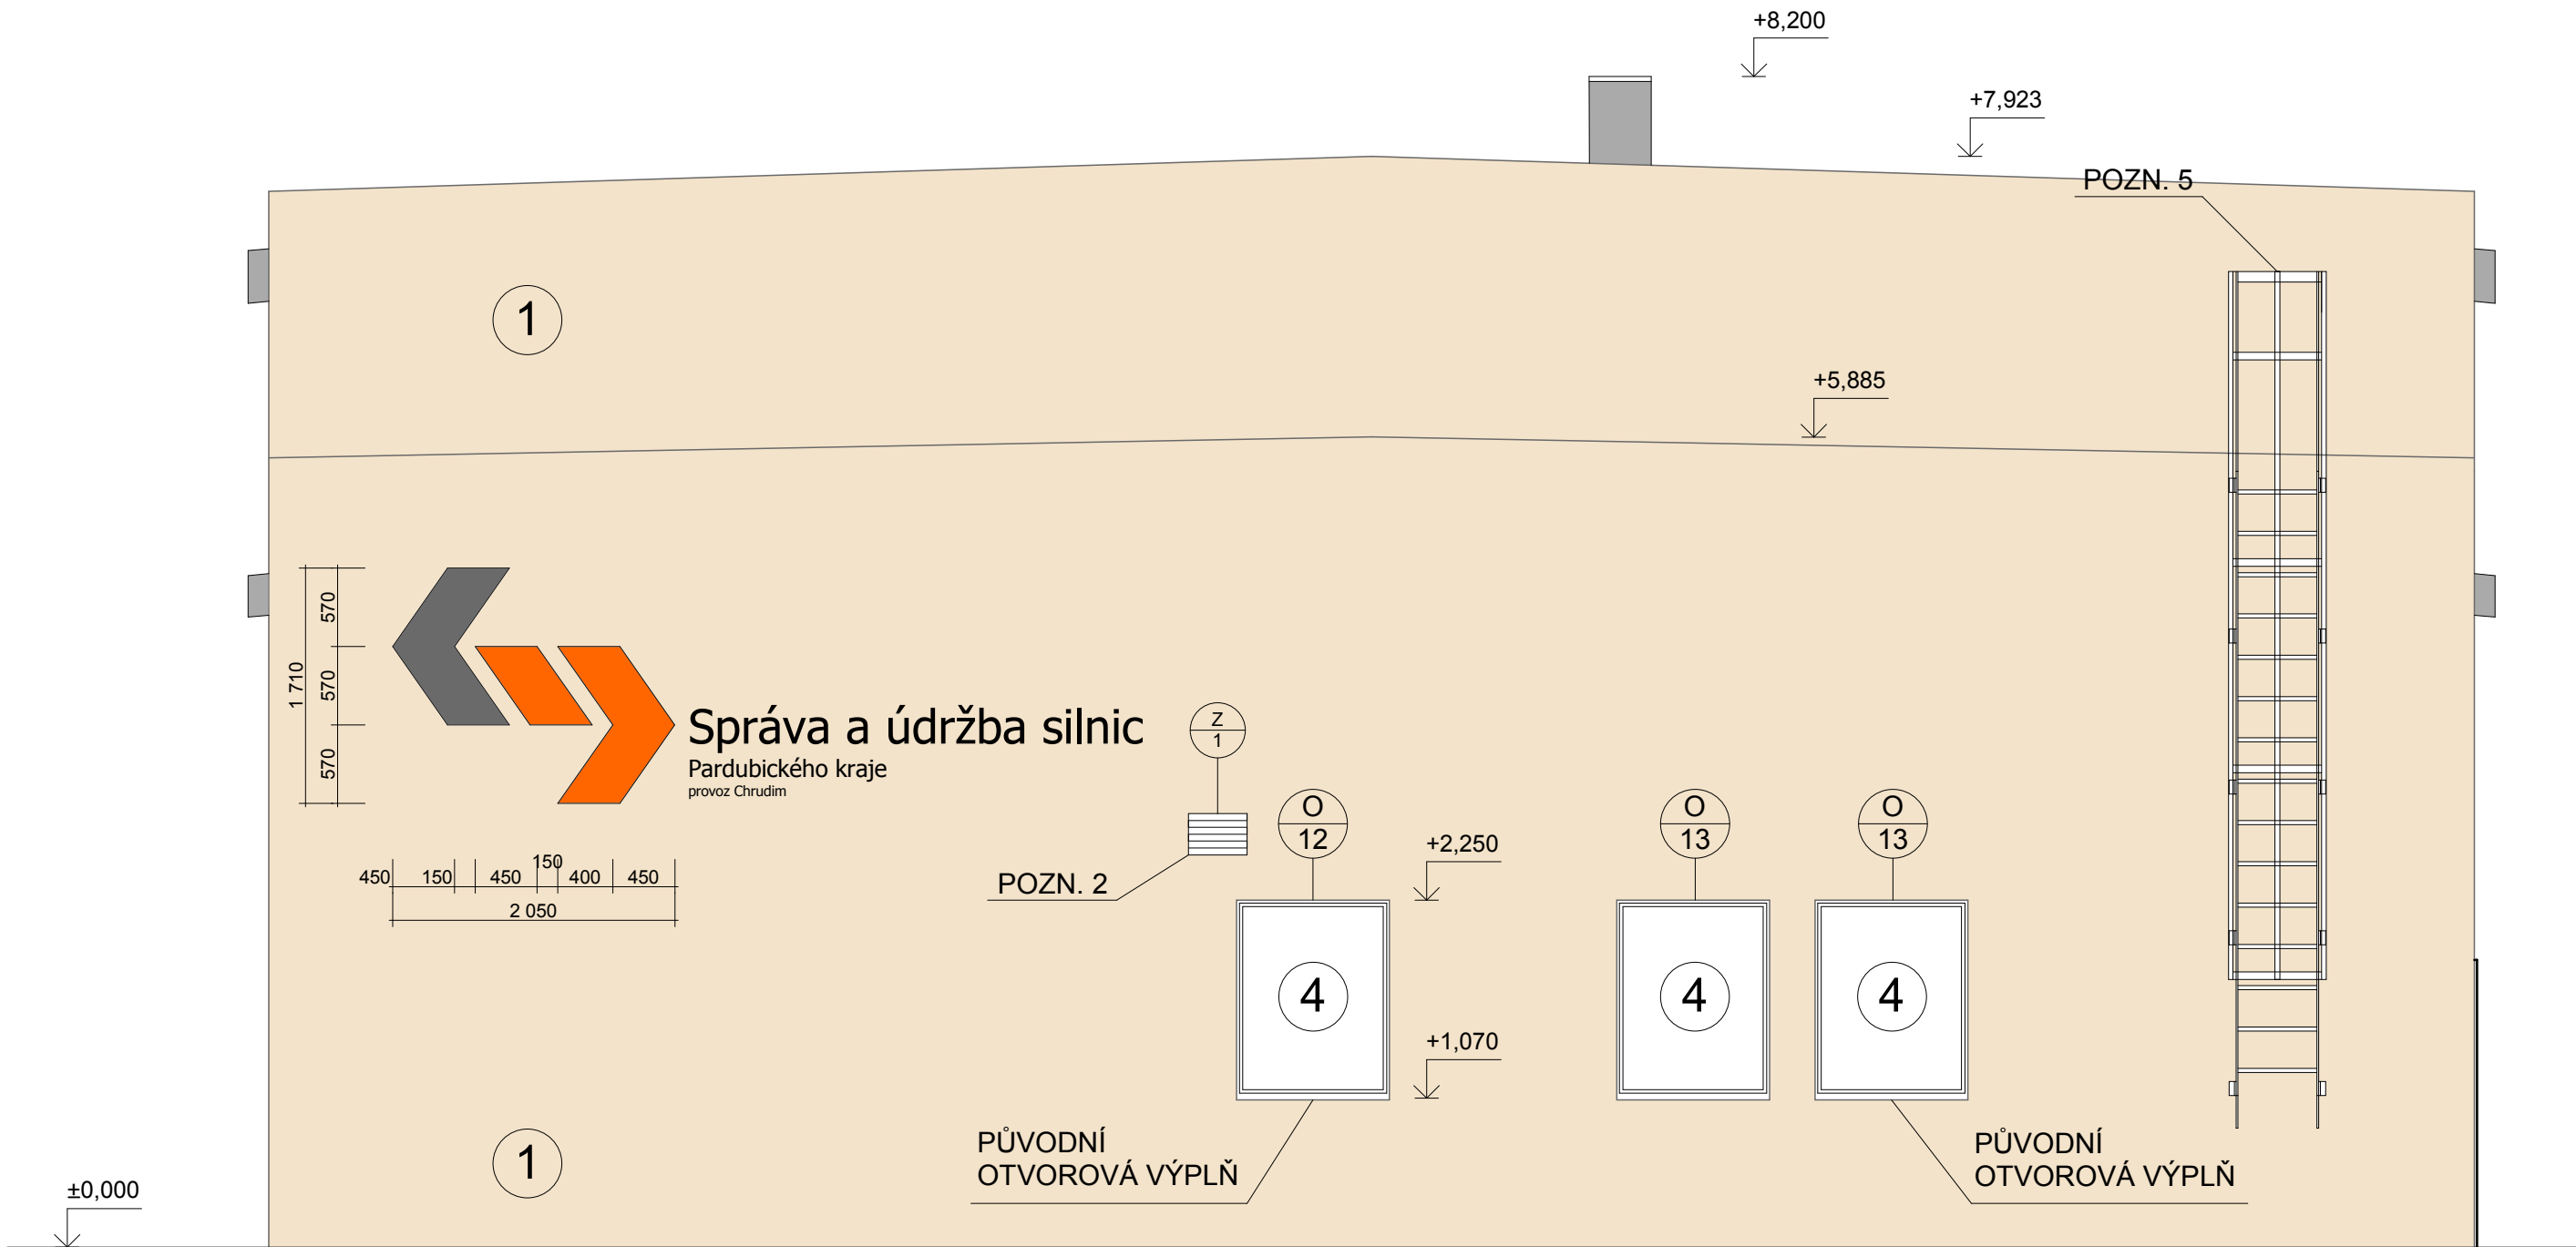 +8,200
+7,923
POZN. 5
1
+5,885
570
570
570
1 710
Správa a údržba silnic
Pardubického kraje
provoz Chrudim
Z
1
O
12
O
13
O
13
+2,250
450
150
450
150
400
450
2 050
POZN. 2
4
4
4
+1,070
PŮVODNÍ
OTVOROVÁ VÝPLŇ
PŮVODNÍ
OTVOROVÁ VÝPLŇ
1
±0,000